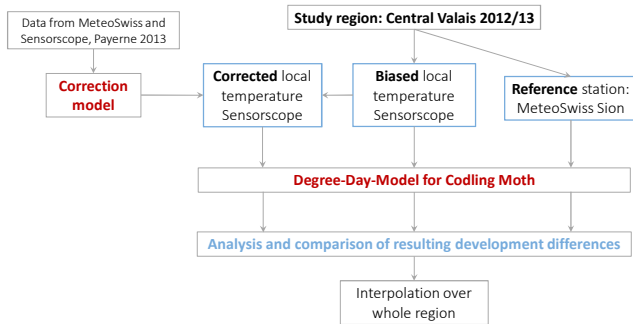 Data from MeteoSwiss and
Sensorscope, Payerne 2013
Study region: Central Valais 2012/13
Correction
model
Corrected local
temperature
Sensorscope
Biased local
temperature
Sensorscope
Reference station:
MeteoSwiss Sion
Degree-Day-Model for Codling Moth
Analysis and comparison of resulting development differences
Interpolation over
whole region